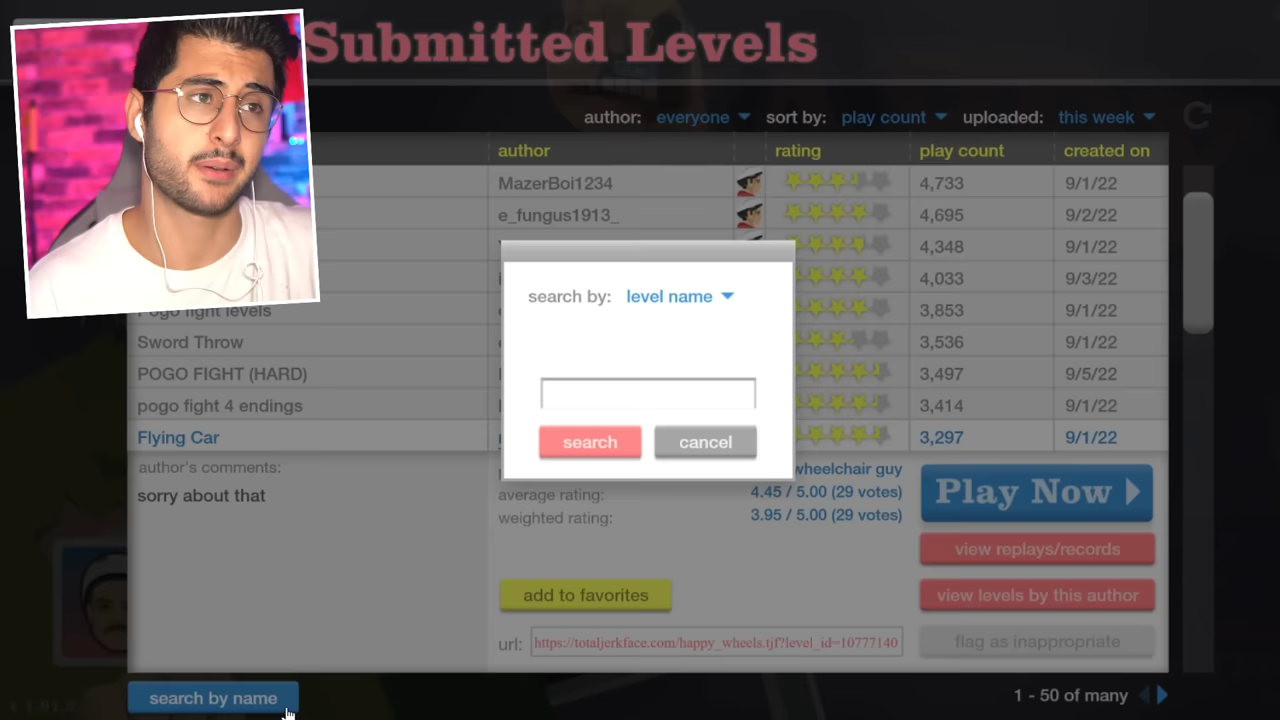 Submitted Levels
author: everyone sort by: play count uploaded: this week
author rating play count created on
MazerBoi1234 4,733 9/1/22
e_fungus1913_ 4,695 9/2/22
4,348 9/1/22
4,033 9/3/22
Pogo fight levels 3,853 9/1/22
Sword Throw 3,536 9/1/22
POGO FIGHT (HARD) 3,497 9/5/22
pogo fight 4 endings 3,414 9/1/22
Flying Car 3,297 9/1/22
search by: level name
search cancel
author's comments:
sorry about that
wheelchair guy
average rating: 4.45 / 5.00 (29 votes)
weighted rating: 3.95 / 5.00 (29 votes)
Play Now
view replays/records
add to favorites
view levels by this author
url: https://totaljerkface.com/happy_wheels.tjf?level_id=10777140
flag as inappropriate
search by name
1 - 50 of many